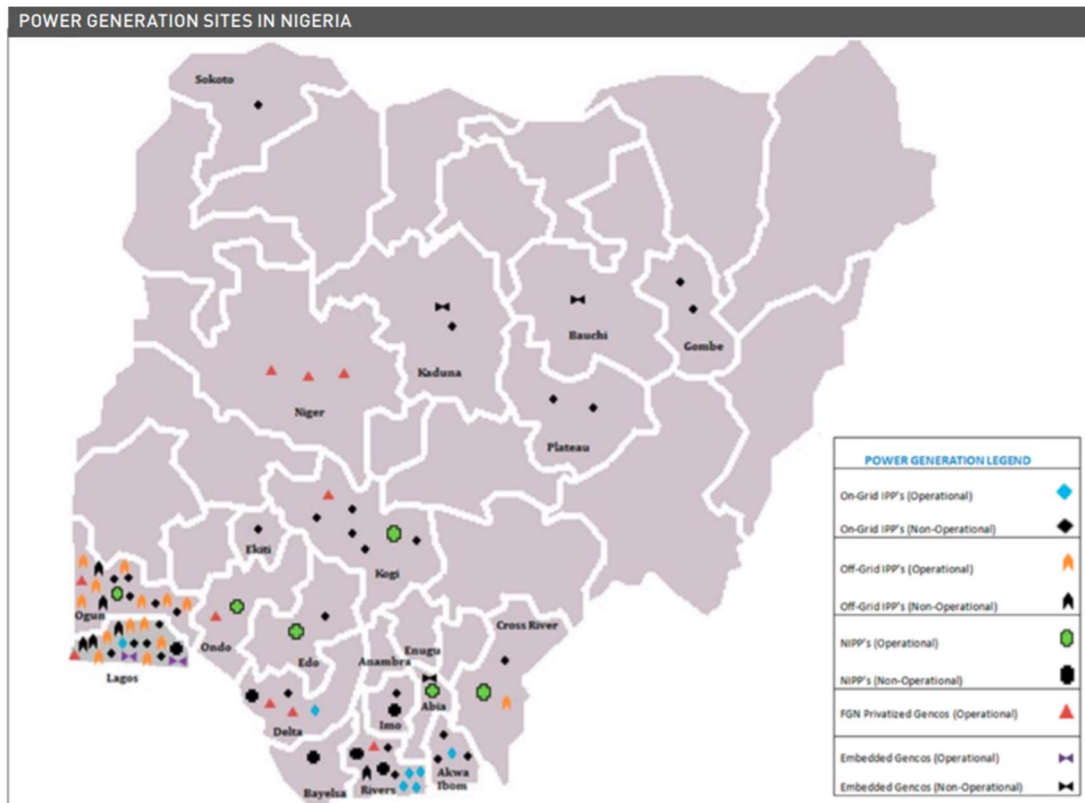 POWER GENERATION SITES IN NIGERIA
Sokoto
Bauchi
Gombe
Kaduna
Niger
Plateau
Ekiti
Kogi
Ogun
Ondo
Edo
Anambra
Enugu
Cross River
Lagos
Delta
Imo
Abia
Bayelsa
Rivers
Akwa
Ibom
POWER GENERATION LEGEND
On-Grid IPP's (Operational)
On-Grid IPP's (Non-Operational)
Off-Grid IPP's (Operational)
Off-Grid IPP's (Non-Operational)
NIPP's (Operational)
NIPP's (Non-Operational)
FGN Privatized Gencos (Operational)
Embedded Gencos (Operational)
Embedded Gencos (Non-Operational)